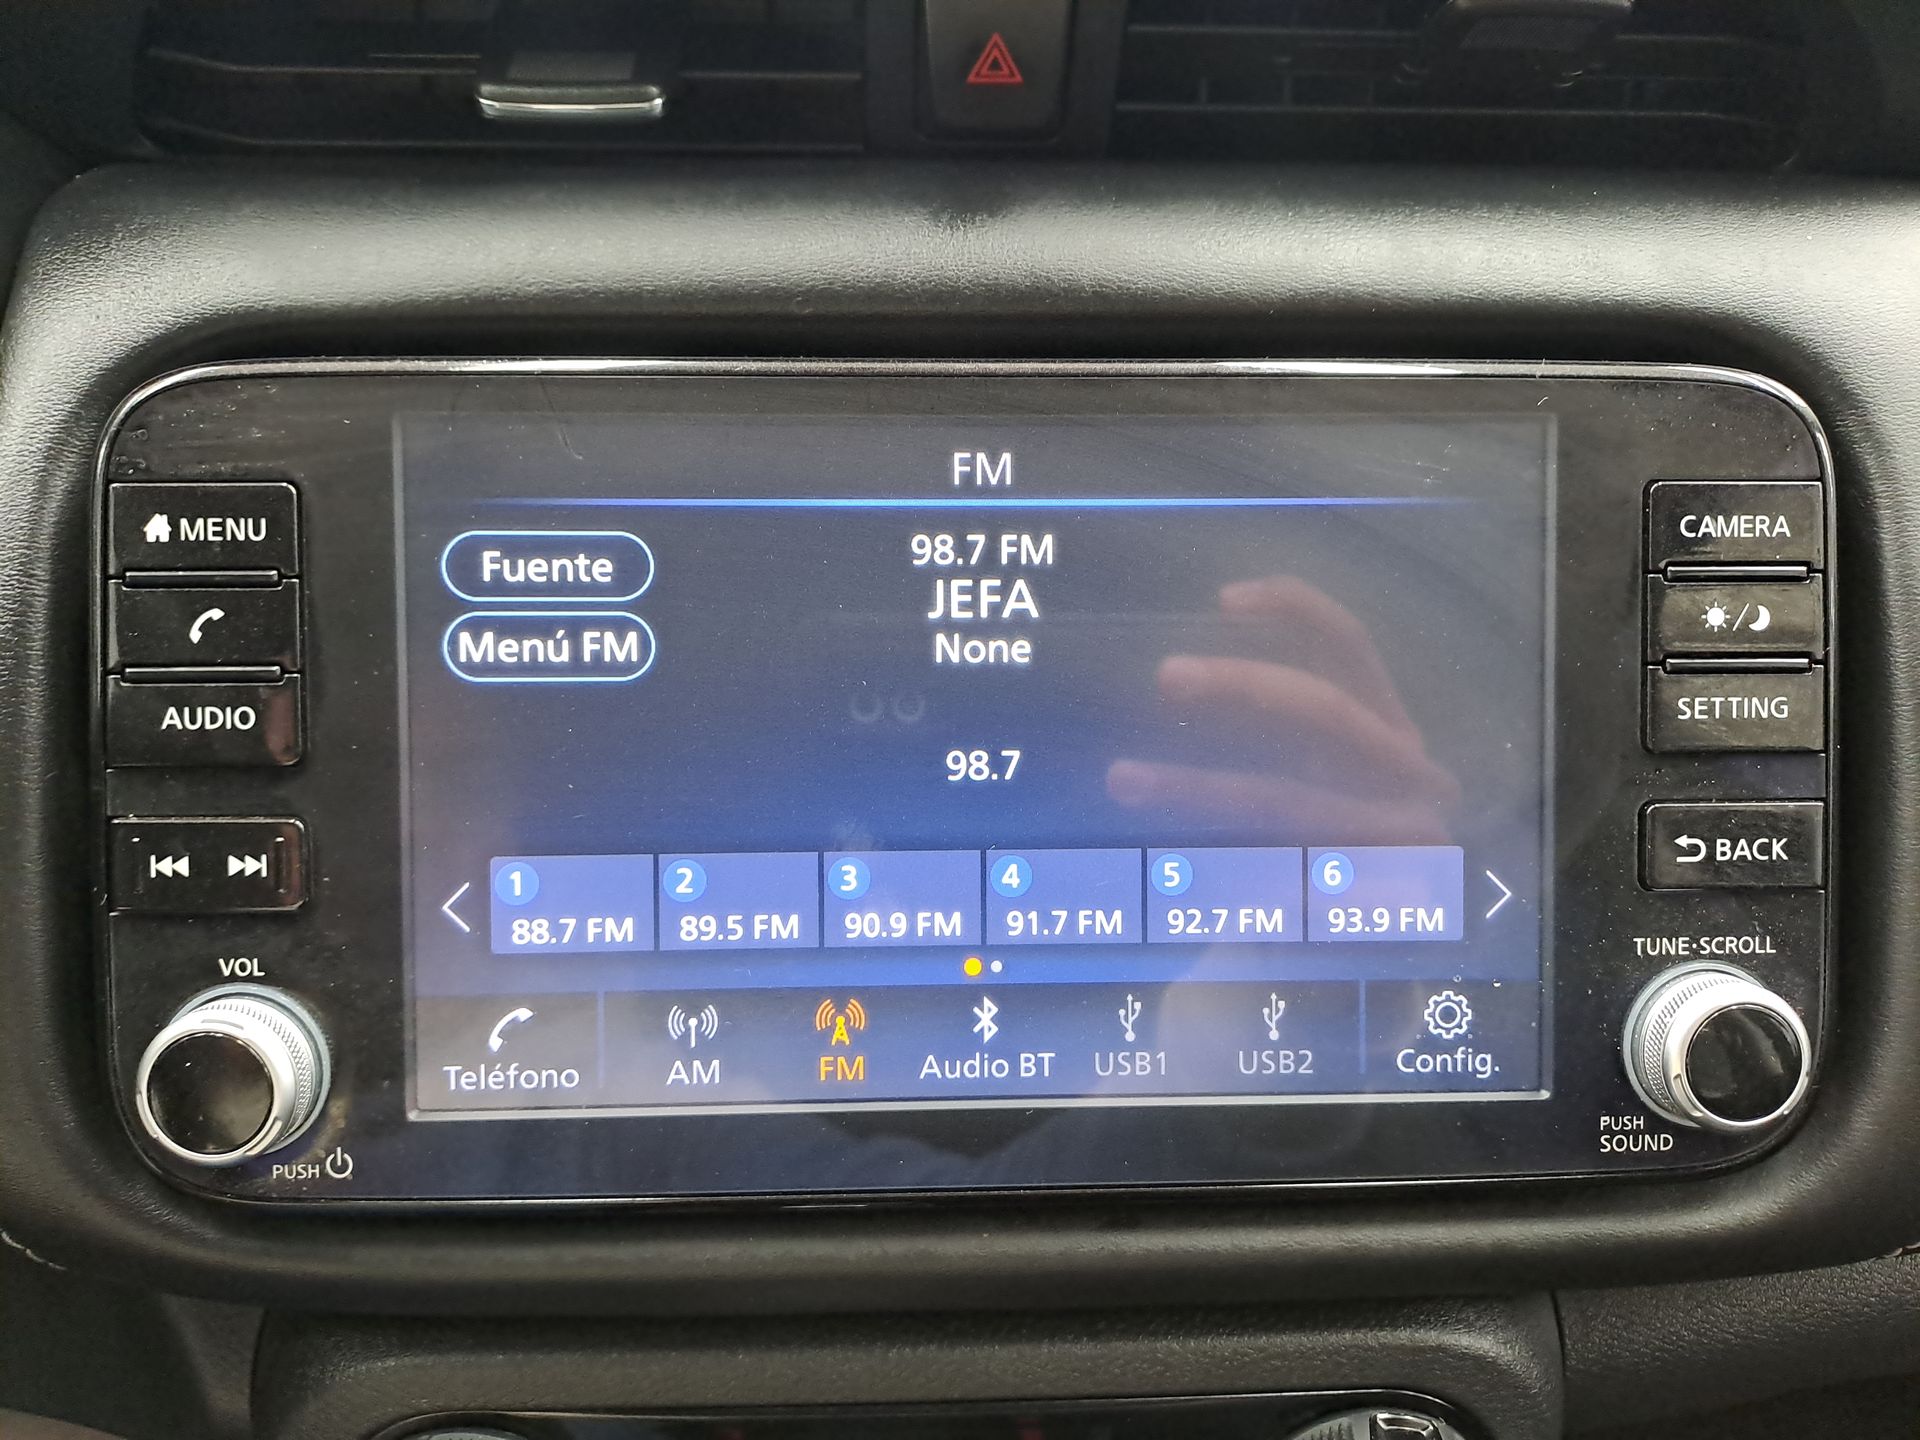 FM
MENU
AUDIO
VOL
PUSH
Fuente
Menú FM
98.7 FM
JEFA
None
98.7
1
88.7 FM
2
89.5 FM
3
90.9 FM
4
91.7 FM
5
92.7 FM
6
93.9 FM
Teléfono
AM
FM
Audio BT
USB1
USB2
Config.
CAMERA
SETTING
BACK
TUNE·SCROLL
PUSH
SOUND